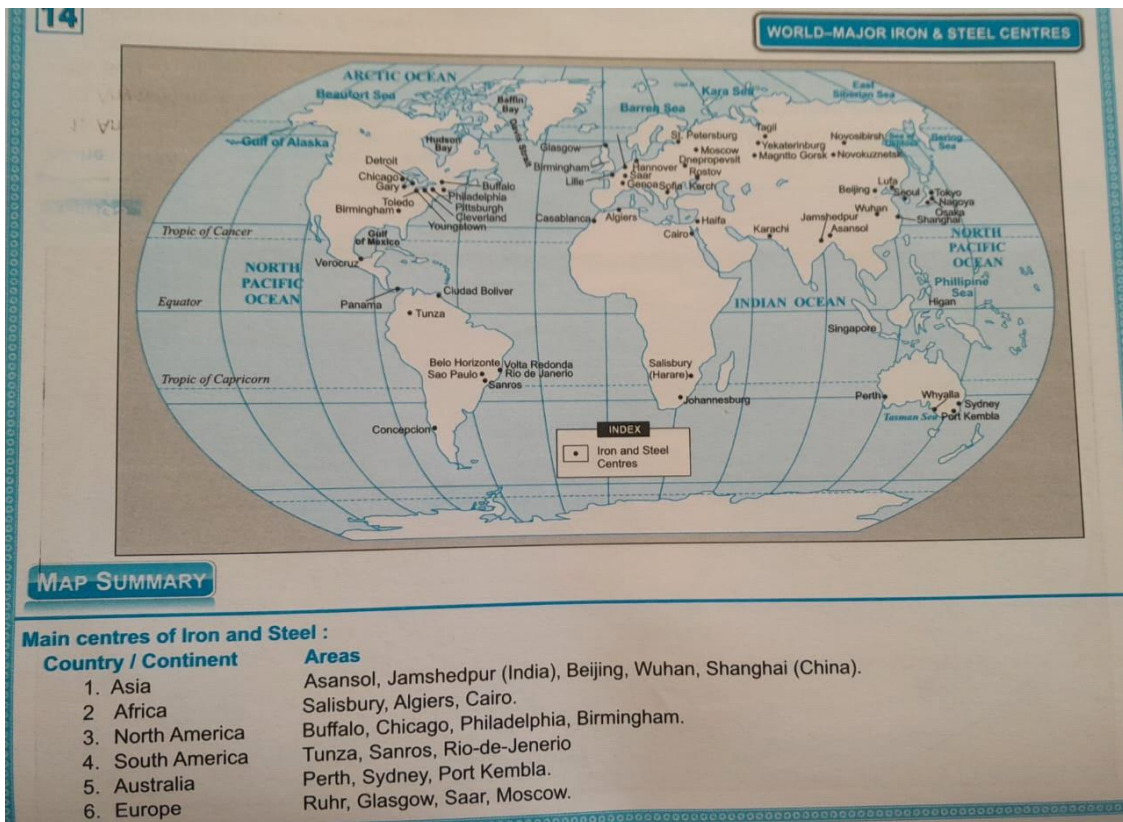 14
WORLD–MAJOR IRON & STEEL CENTRES
ARCTIC OCEAN
Beaufort Sea
Baffin
Bay
Davis Strait
Barren Sea
Kara Sea
East
Siberian Sea
Gulf of Alaska
Hudson
Bay
Bering
Sea
Glasgow
Birmingham
Lille
Hannover
Saar
Genoa
Sofia
Kerch
St. Petersburg
Moscow
Dnepropevsit
Rostov
Tagil
Yekaterinburg
Magnitto Gorsk
Novosibirsh
Novokuznetsk
Detroit
Chicago
Gary
Toledo
Birmingham
Buffalo
Philadelphia
Pittsburgh
Cleverland
Youngstown
Casablanca
Algiers
Haifa
Cairo
Karachi
Jamshedpur
Asansol
Beijing
Wuhan
Luta
Seoul
Tokyo
Nagoya
Osaka
Shanghai
Tropic of Cancer
Gulf
of Mexico
NORTH
PACIFIC
OCEAN
Verocruz
Panama
Ciudad Boliver
Tunza
NORTH
PACIFIC
OCEAN
Phillipine
Sea
Higan
Equator
INDIAN OCEAN
Singapore
Belo Horizonte
Volta Redonda
Sao Paulo
Rio de Janerio
Sanros
Salisbury
(Harare)
Tropic of Capricorn
Johannesburg
Perth
Whyalla
Sydney
Tasman Sea
Port Kembla
Concepcion
INDEX
Iron and Steel
Centres
MAP SUMMARY
Main centres of Iron and Steel :
Country / Continent Areas
1. Asia Asansol, Jamshedpur (India), Beijing, Wuhan, Shanghai (China).
2 Africa Salisbury, Algiers, Cairo.
3. North America Buffalo, Chicago, Philadelphia, Birmingham.
4. South America Tunza, Sanros, Rio-de-Jenerio
5. Australia Perth, Sydney, Port Kembla.
6. Europe Ruhr, Glasgow, Saar, Moscow.